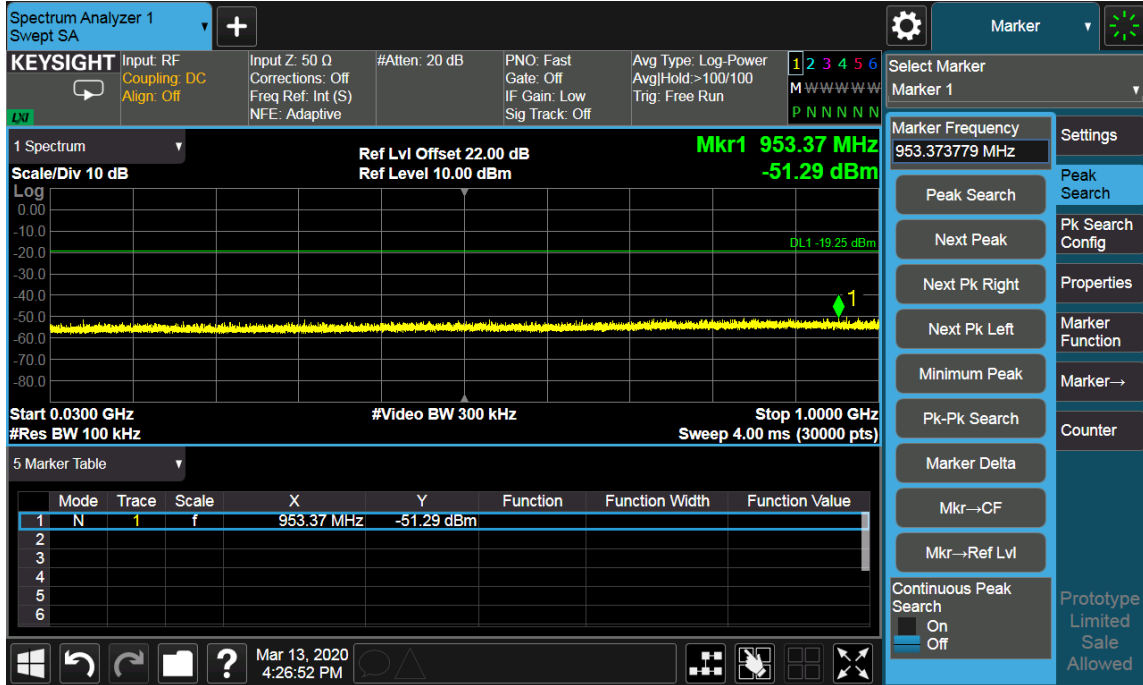 Spectrum Analyzer 1
Swept SA
Marker
KEYSIGHT
LXI
Input: RF
Coupling: DC
Align: Off
Input Z: 50 Ω
Corrections: Off
Freq Ref: Int (S)
NFE: Adaptive
#Atten: 20 dB
PNO: Fast
Gate: Off
IF Gain: Low
Sig Track: Off
Avg Type: Log-Power
Avg|Hold:>100/100
Trig: Free Run
1 2 3 4 5 6
M W W W W W
P N N N N N
Select Marker
Marker 1
1 Spectrum
Scale/Div 10 dB
Ref Lvl Offset 22.00 dB
Ref Level 10.00 dBm
Mkr1 953.37 MHz
-51.29 dBm
Log
0.00
-10.0
-20.0
-30.0
-40.0
-50.0
-60.0
-70.0
-80.0
DL1 -19.25 dBm
1
Start 0.0300 GHz
#Res BW 100 kHz
#Video BW 300 kHz
Stop 1.0000 GHz
Sweep 4.00 ms (30000 pts)
5 Marker Table
Mode Trace Scale X Y Function Function Width Function Value
1 N 1 f 953.37 MHz -51.29 dBm
2
3
4
5
6
Marker Frequency
953.373779 MHz
Peak Search
Next Peak
Next Pk Right
Next Pk Left
Minimum Peak
Pk-Pk Search
Marker Delta
Mkr→CF
Mkr→Ref Lvl
Continuous Peak
Search
On
Off
Settings
Peak
Search
Pk Search
Config
Properties
Marker
Function
Marker→
Counter
Prototype
Limited
Sale
Allowed
?
Mar 13, 2020
4:26:52 PM